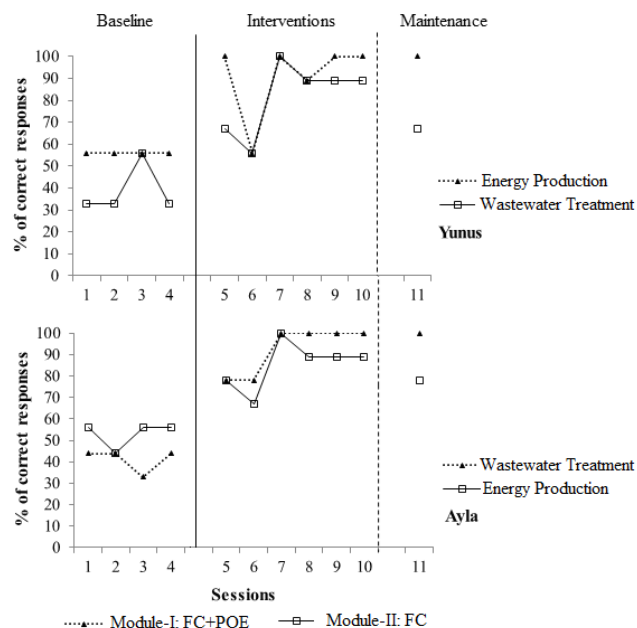 Baseline Interventions Maintenance
% of correct responses
100
90
80
70
60
50
40
30
20
10
0
1 2 3 4 5 6 7 8 9 10 11
Energy Production
Wastewater Treatment
Yunus
% of correct responses
100
90
80
70
60
50
40
30
20
10
0
1 2 3 4 5 6 7 8 9 10 11
Wastewater Treatment
Energy Production
Ayla
Sessions
Module-I: FC+POE Module-II: FC